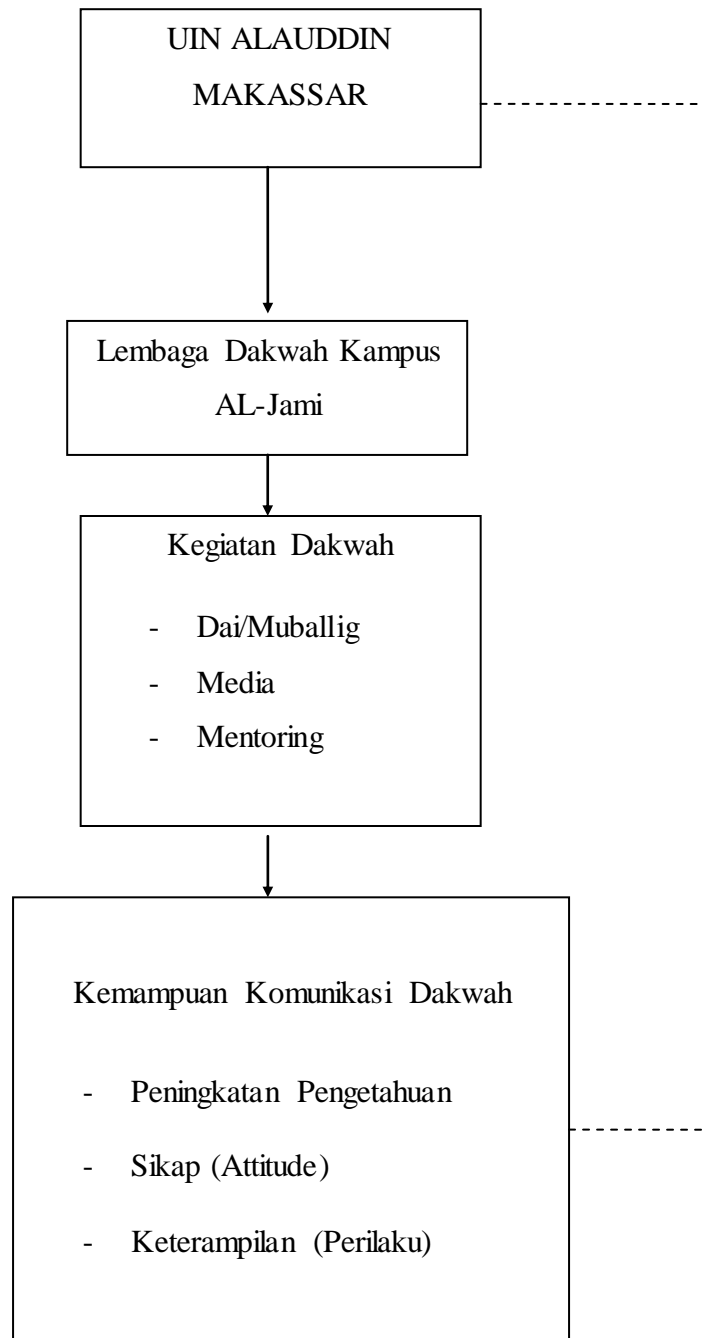 UIN ALAUDDIN
MAKASSAR
Lembaga Dakwah Kampus
AL-Jami
Kegiatan Dakwah
- Dai/Muballig
- Media
- Mentoring
Kemampuan Komunikasi Dakwah
- Peningkatan Pengetahuan
- Sikap (Attitude)
- Keterampilan (Perilaku)